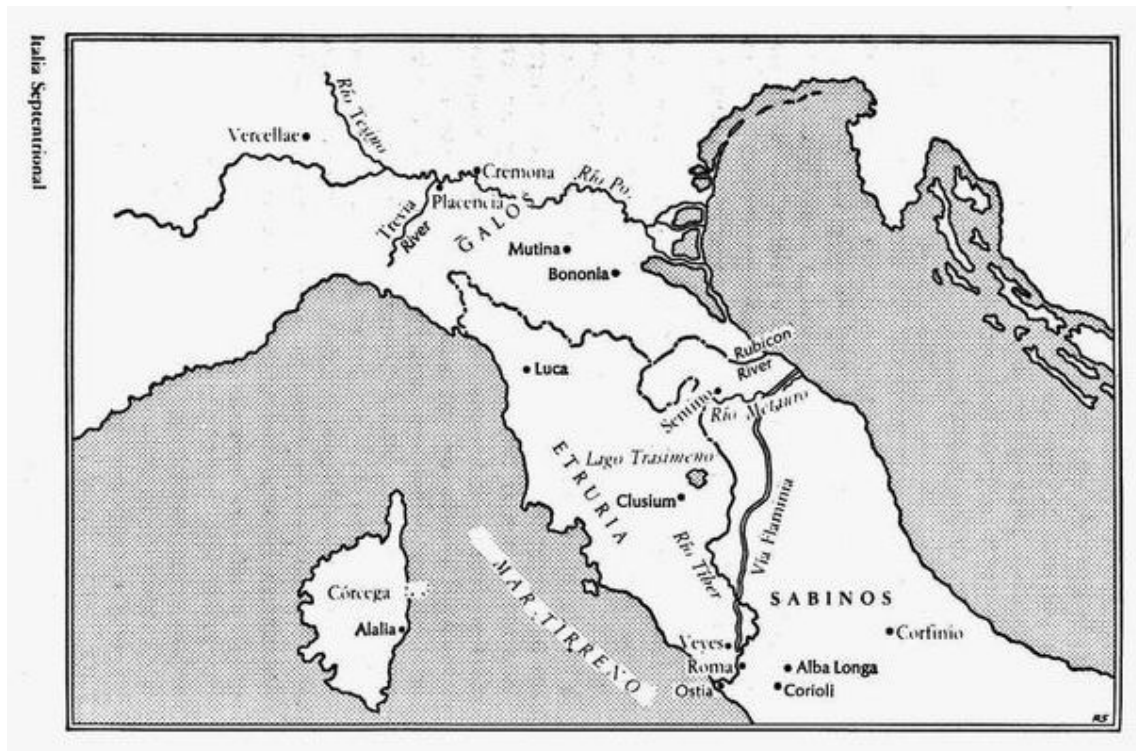 Italia Septentrional
Río Tesino
Vercellae
Cremona
Río Po.
Placencia
Trevia
River
GALOS
Mutina
Bononia
Rubicon
River
Luca
Sentino
Río Metauro
ETRURIA
Lago Trasimeno
Clusium
Río Tiber
Vía Flaminia
Córcega
Alalia
MAR TIRRENO
SABINOS
Corfinio
Veyes
Roma
Alba Longa
Ostia
Corioli
RS